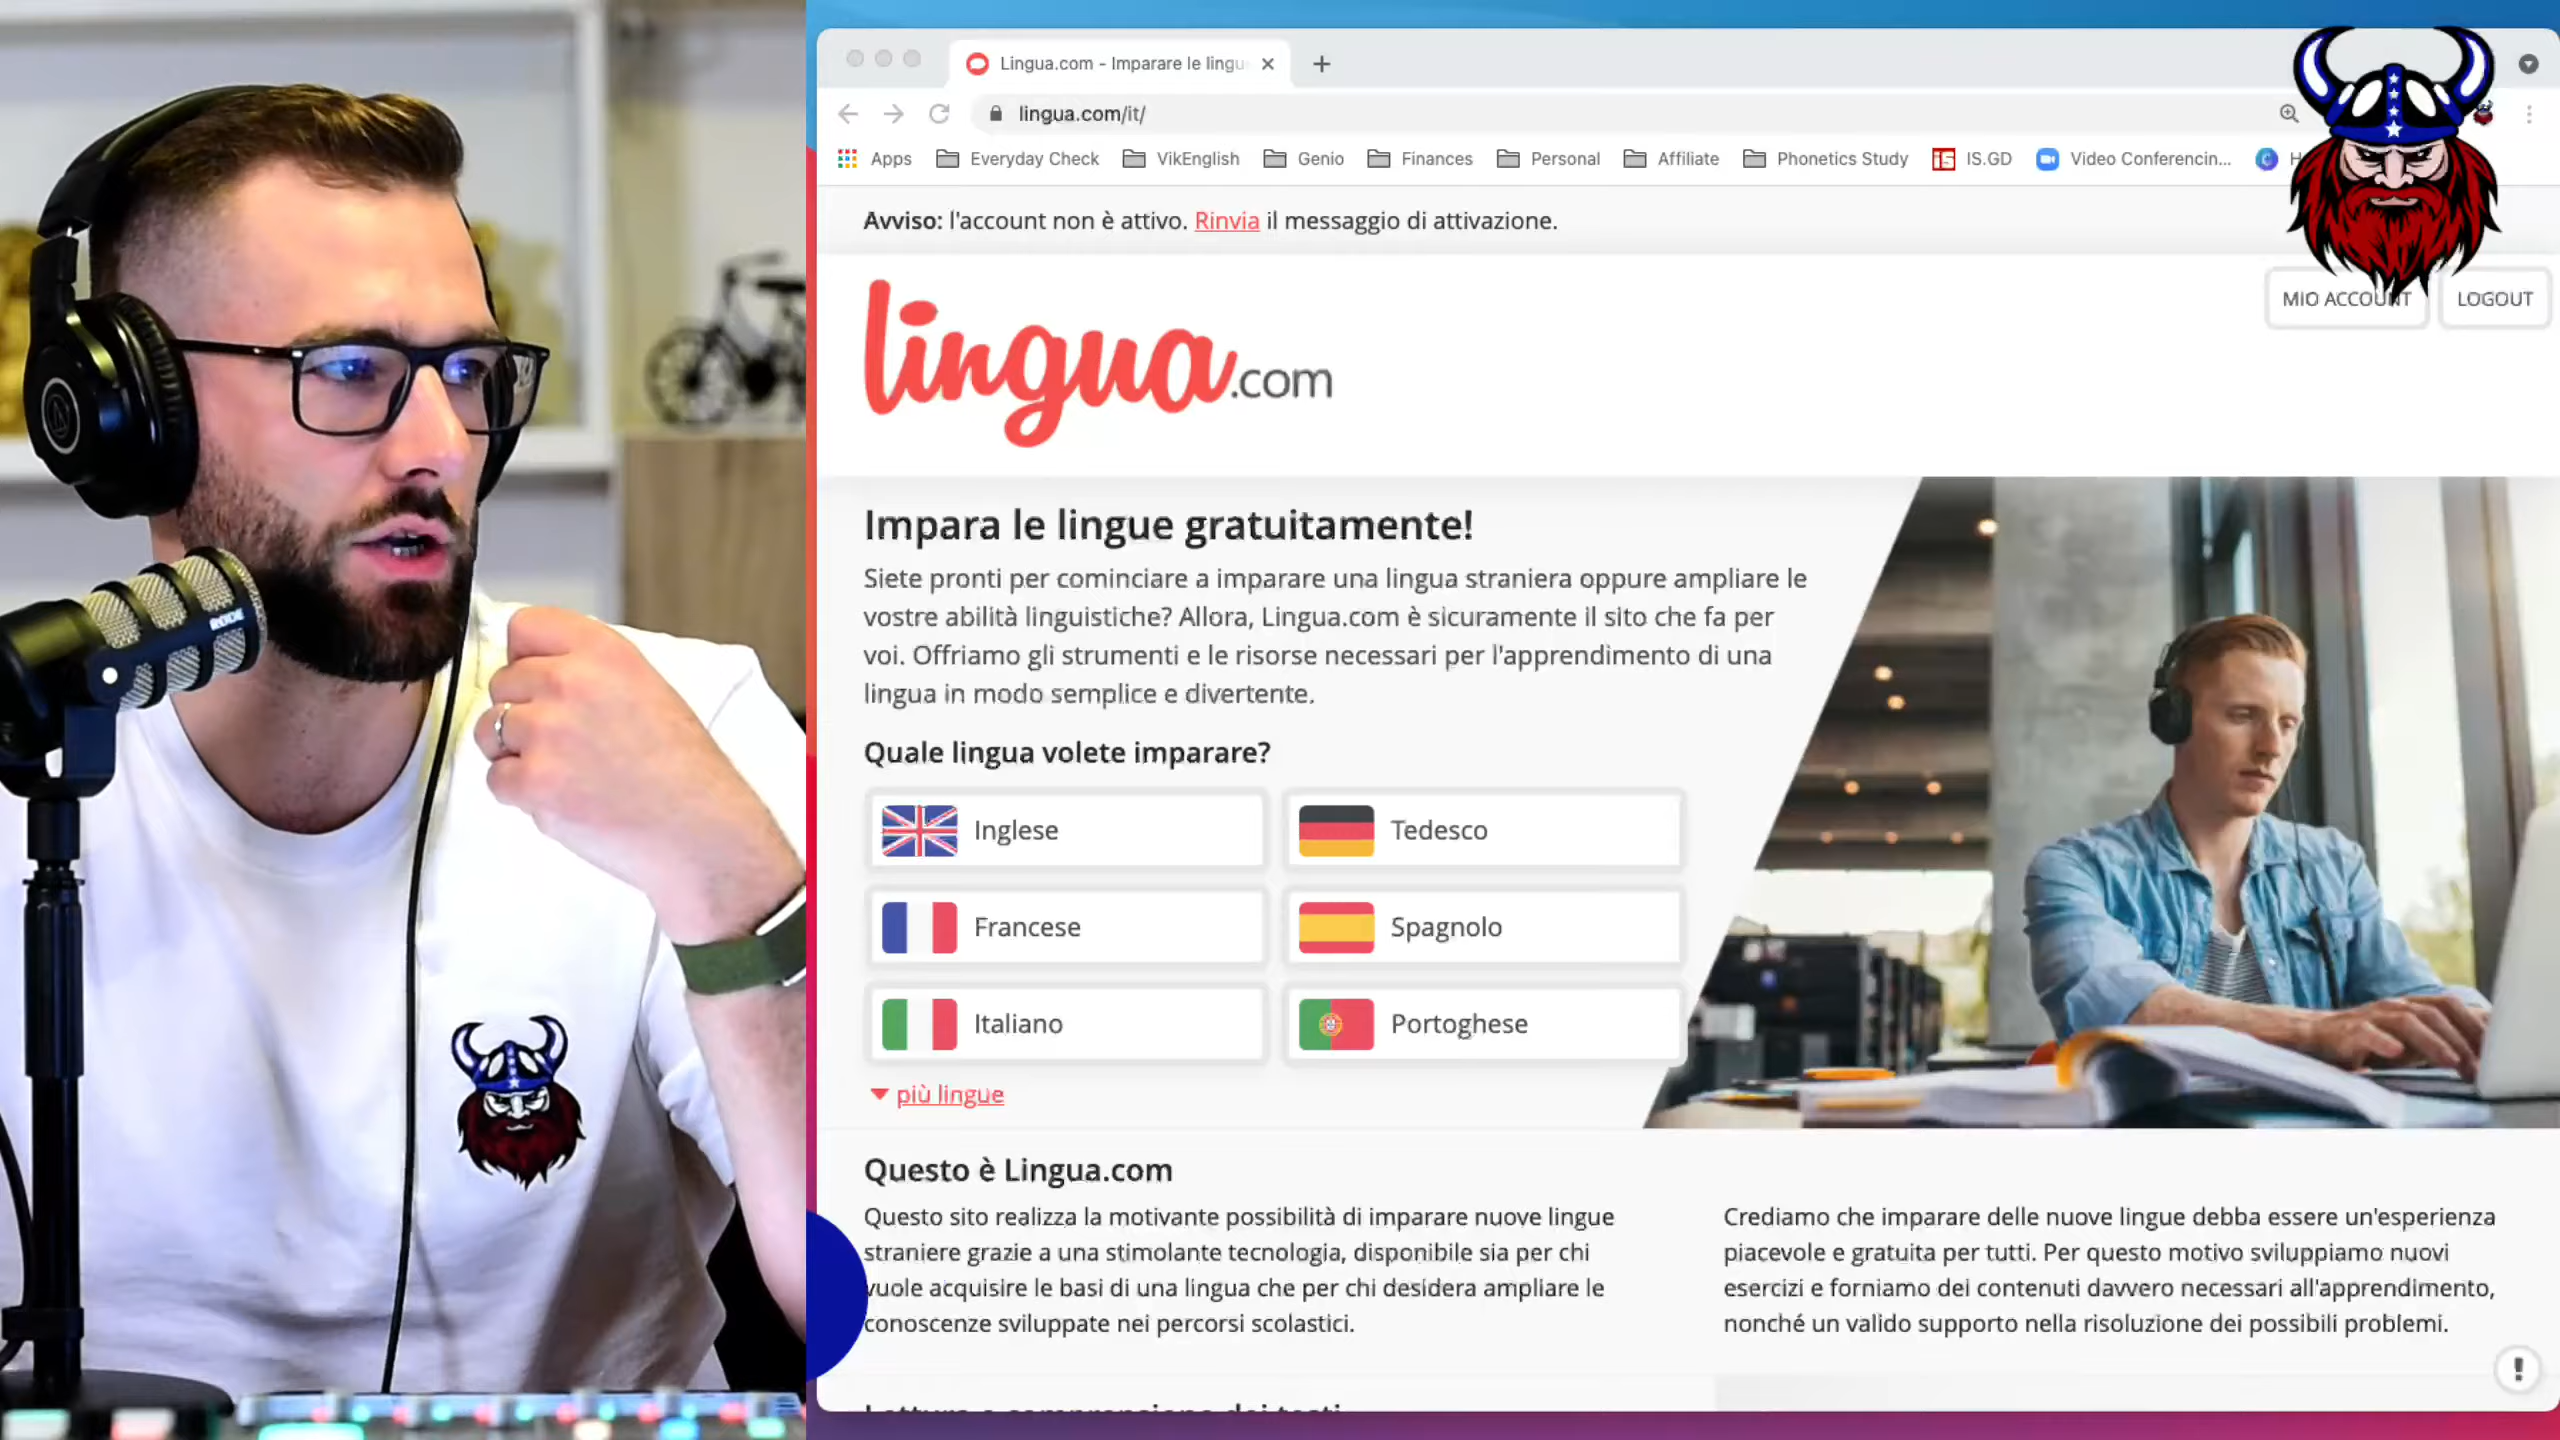 Lingua.com - Imparare le lingu
lingua.com/it/
Apps Everyday Check VikEnglish Genio Finances Personal Affiliate Phonetics Study IS.GD Video Conferencin...
Avviso: l'account non è attivo. Rinvia il messaggio di attivazione.
MIO ACCOUNT LOGOUT
lingua.com
Impara le lingue gratuitamente!
Siete pronti per cominciare a imparare una lingua straniera oppure ampliare le
vostre abilità linguistiche? Allora, Lingua.com è sicuramente il sito che fa per
voi. Offriamo gli strumenti e le risorse necessari per l'apprendimento di una
lingua in modo semplice e divertente.
Quale lingua volete imparare?
Inglese Tedesco
Francese Spagnolo
Italiano Portoghese
più lingue
Questo è Lingua.com
Questo sito realizza la motivante possibilità di imparare nuove lingue
straniere grazie a una stimolante tecnologia, disponibile sia per chi
vuole acquisire le basi di una lingua che per chi desidera ampliare le
conoscenze sviluppate nei percorsi scolastici.
Crediamo che imparare delle nuove lingue debba essere un'esperienza
piacevole e gratuita per tutti. Per questo motivo sviluppiamo nuovi
esercizi e forniamo dei contenuti davvero necessari all'apprendimento,
nonché un valido supporto nella risoluzione dei possibili problemi.
RODE